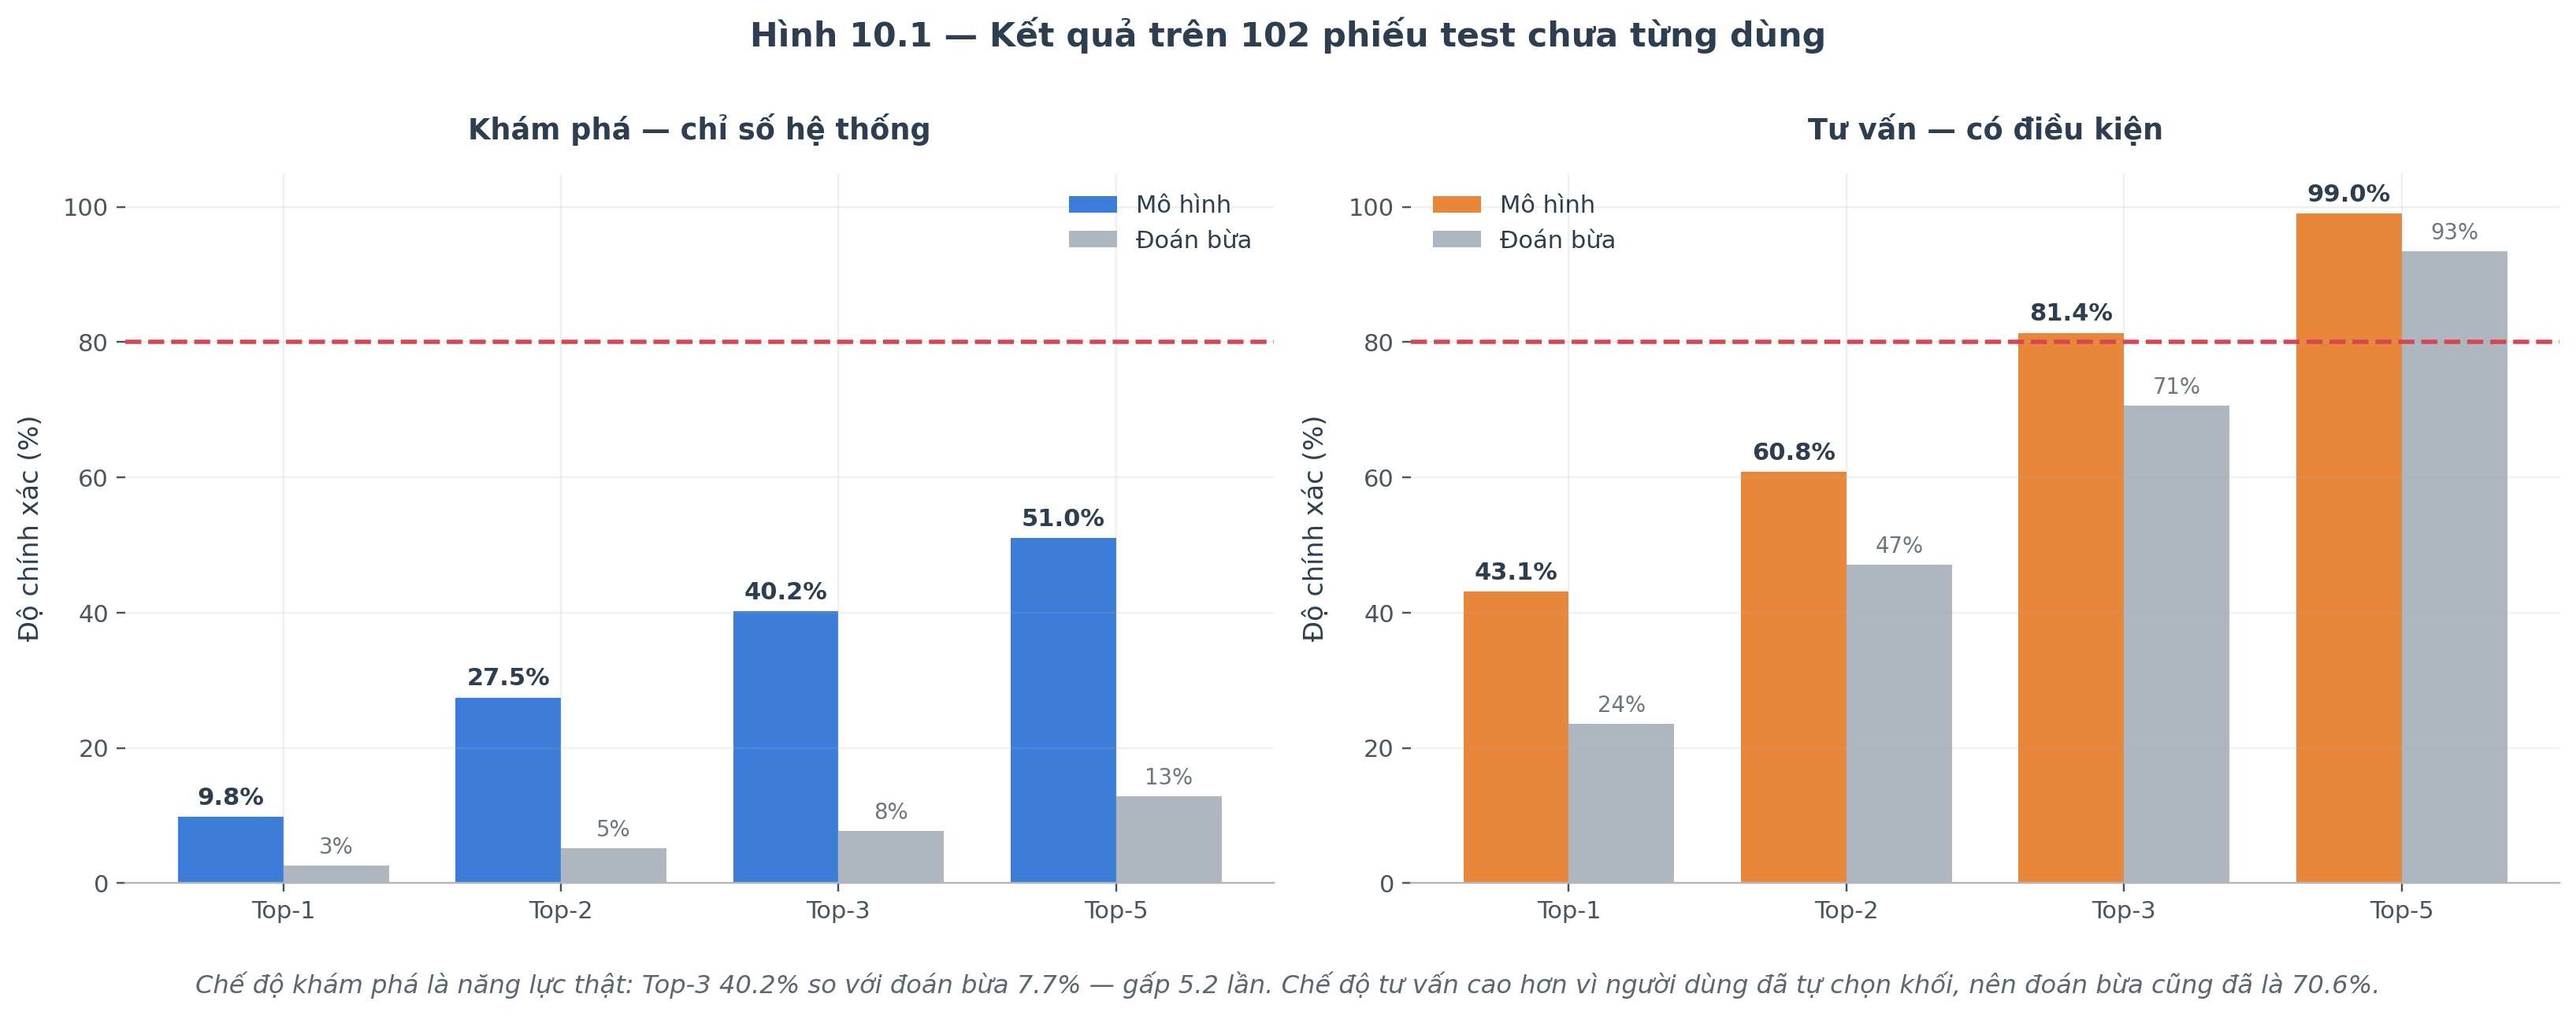 Hình 10.1 — Kết quả trên 102 phiếu test chưa từng dùng
Khám phá — chỉ số hệ thống
Độ chính xác (%)
100
80
60
40
20
0
Mô hình
Đoán bừa
9.8%
3%
27.5%
5%
40.2%
8%
51.0%
13%
Top-1
Top-2
Top-3
Top-5
Tư vấn — có điều kiện
Độ chính xác (%)
100
80
60
40
20
0
Mô hình
Đoán bừa
43.1%
24%
60.8%
47%
81.4%
71%
99.0%
93%
Top-1
Top-2
Top-3
Top-5
Chế độ khám phá là năng lực thật: Top-3 40.2% so với đoán bừa 7.7% — gấp 5.2 lần. Chế độ tư vấn cao hơn vì người dùng đã tự chọn khối, nên đoán bừa cũng đã là 70.6%.